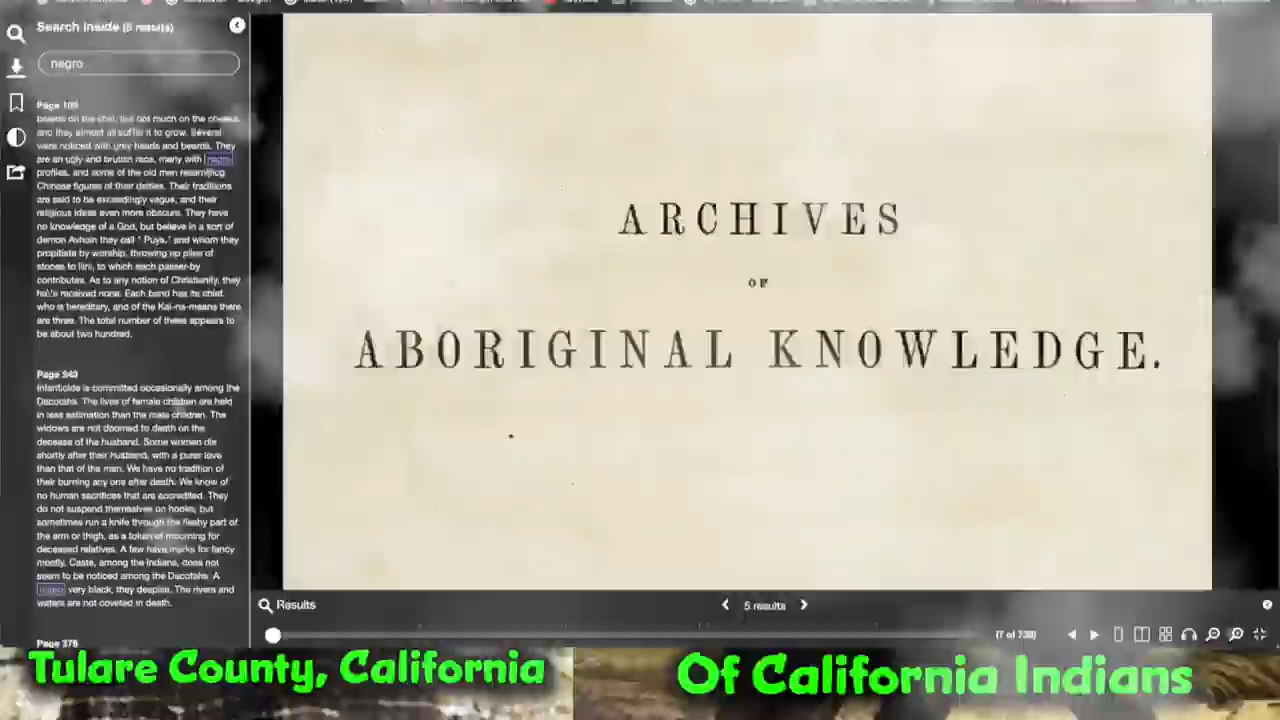 Search inside (5 results)
negro
Page 105
beards on the chin, but not much on the cheeks,
and they almost all suffer it to grow. Several
were noticed with grey heads and beards. They
are an ugly and brutish race, many with negro
profiles, and some of the old men resembling
Chinese figures of their deities. Their traditions
are said to be exceedingly vague, and their
religious ideas even more obscure. They have
no knowledge of a God, but believe in a sort of
demon Avhoin they call " Puys," and whom they
propitiate by worship, throwing up piles of
stones to him, to which each passer-by
contributes. As to any notion of Christianity, they
received none. Each band has its chief,
who is hereditary, and of the Kai-na-meahs there
are three. The total number of these appears to
be about two hundred.
Page 243
Infanticide is committed occasionally among the
Dacotahs. The lives of female children are held
in less estimation than the male children. The
widows are not doomed to death on the
decease of the husband. Some women die
shortly after their husband, with a purer love
than that of the man. We have no tradition of
their burning any one after death. We know of
no human sacrifices that are accredited. They
do not suspend themselves on hooks, but
sometimes run a knife through the fleshy part of
the arm or thigh, as a token of mourning for
deceased relatives. A few have marks for fancy
mostly. Caste, among the Indians, does not
seem to be noticed among the Dacotahs. A
negro very black, they despise. The rivers and
waters are not coveted in death.
Page 376
ARCHIVES
OF
ABORIGINAL KNOWLEDGE.
Results
5 results
(7 of 738)
Tulare County, California
Of California Indians